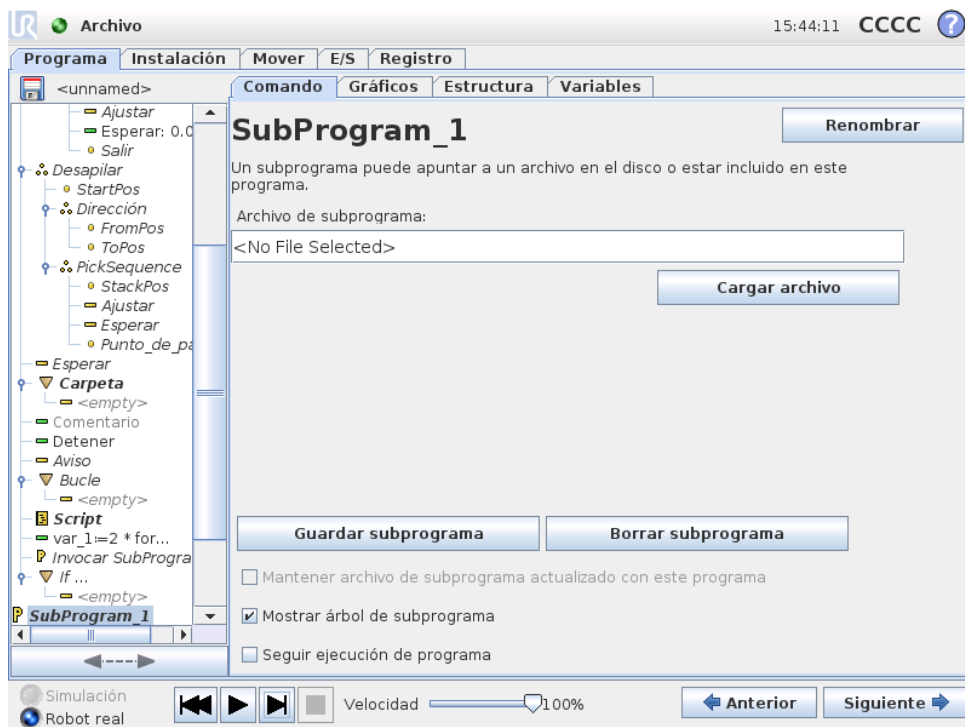 UR Archivo 15:44:11 CCCC ?
Programa Instalación Mover E/S Registro
<unnamed>
Comando Gráficos Estructura Variables
Ajustar
Esperar: 0.0
Salir
Desapilar
StartPos
Dirección
FromPos
ToPos
PickSequence
StackPos
Ajustar
Esperar
Punto_de_pa
Esperar
Carpeta
<empty>
Comentario
Detener
Aviso
Bucle
<empty>
Script
var_1:=2 * for...
Invocar SubProgra
If ...
<empty>
SubProgram_1
SubProgram_1
Renombrar
Un subprograma puede apuntar a un archivo en el disco o estar incluido en este
programa.
Archivo de subprograma:
<No File Selected>
Cargar archivo
Guardar subprograma Borrar subprograma
Mantener archivo de subprograma actualizado con este programa
Mostrar árbol de subprograma
Seguir ejecución de programa
Simulación
Robot real
Velocidad 100%
Anterior Siguiente